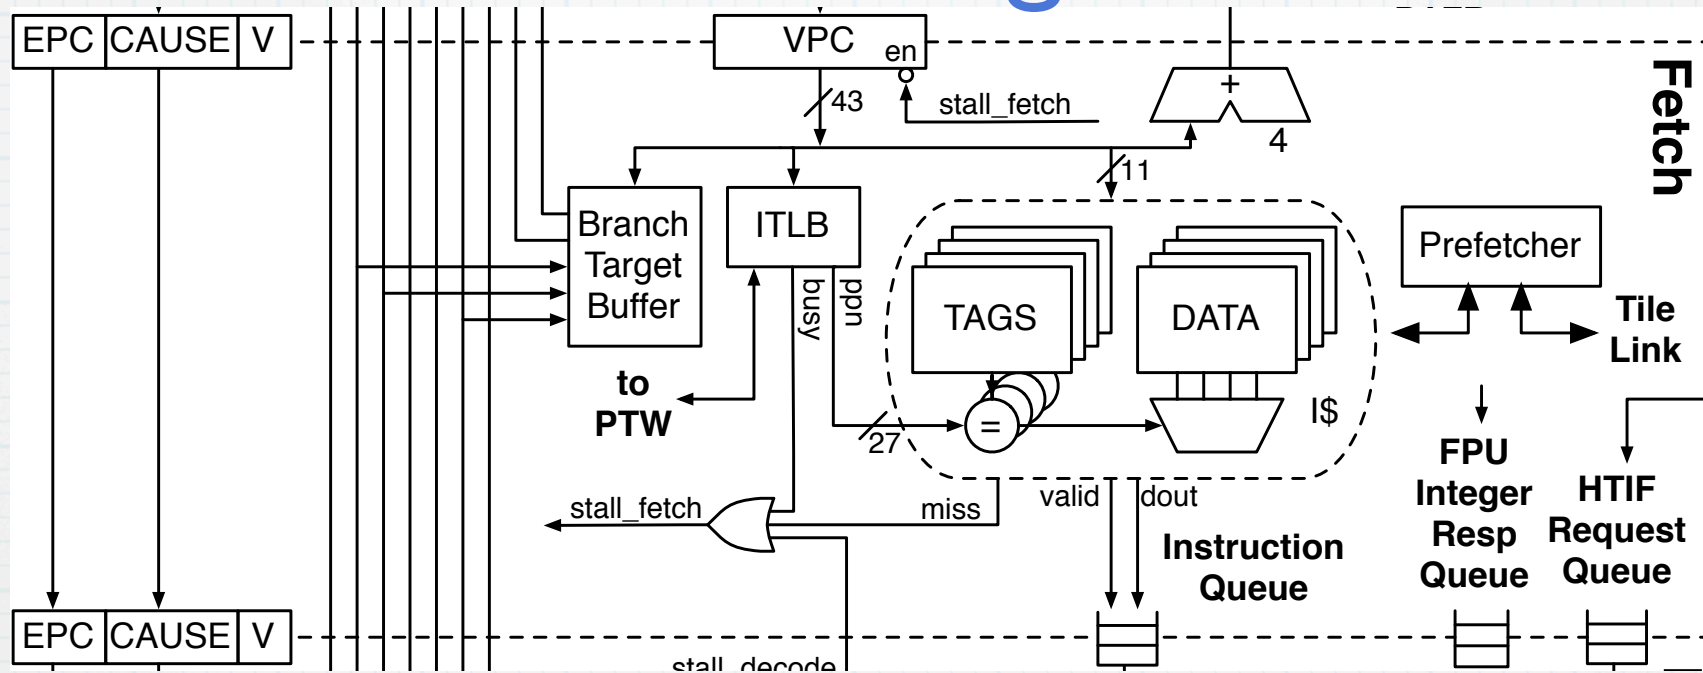 EPC CAUSE V
VPC
en
+
43
stall_fetch
4
11
Fetch
Branch
Target
Buffer
ITLB
busy
ppn
TAGS
DATA
Prefetcher
Tile
Link
to
PTW
=
27
I$
FPU
Integer
Resp
Queue
HTIF
Request
Queue
stall_fetch
miss
valid
dout
Instruction
Queue
EPC CAUSE V
stall_decode